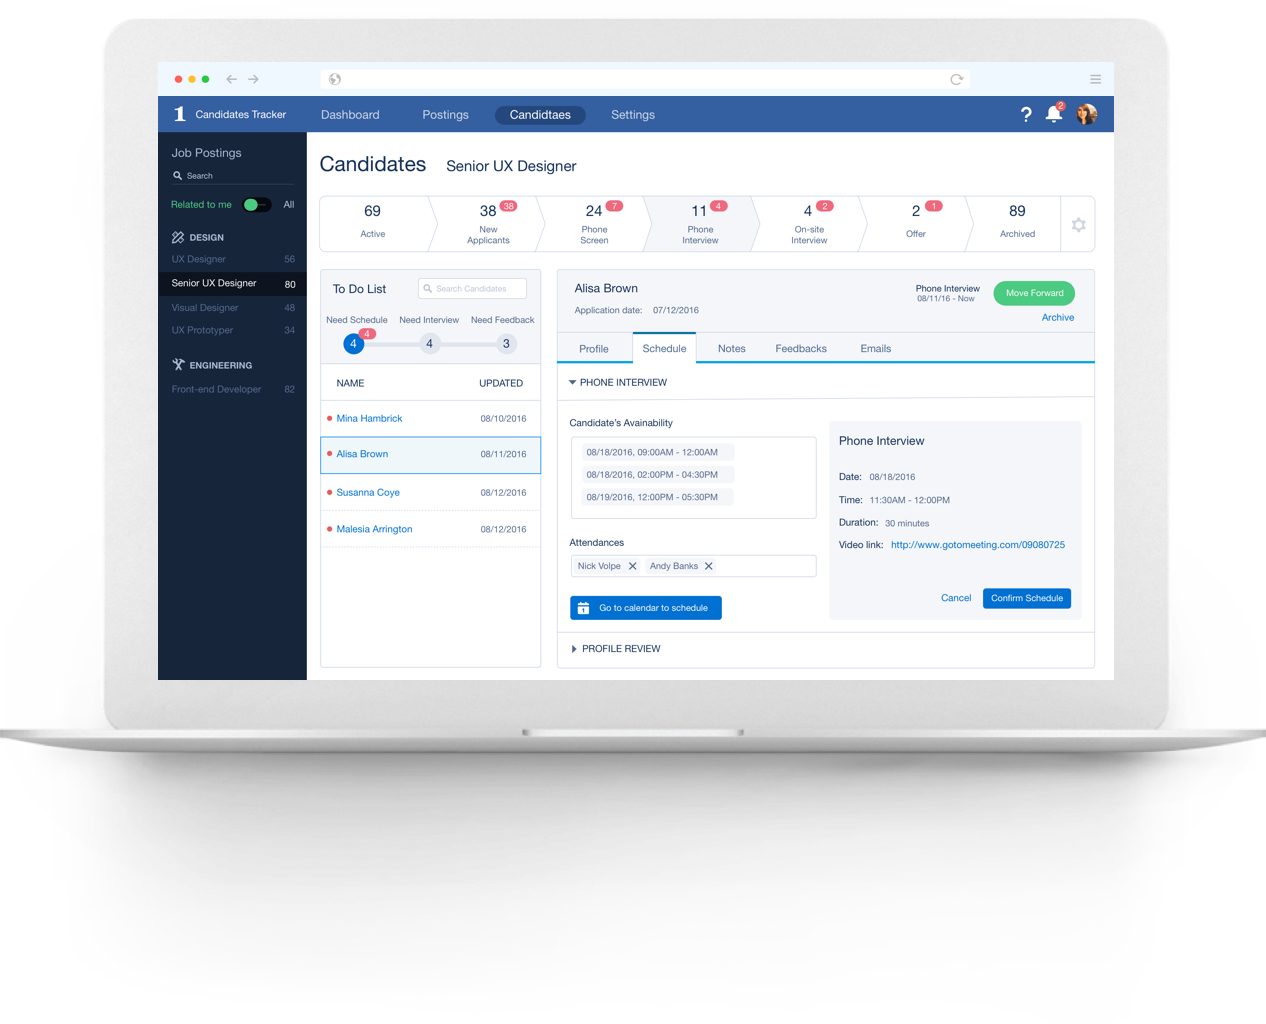 1 Candidates Tracker Dashboard Postings Candidtaes Settings ? 2
Job Postings
Search
Related to me All
DESIGN
UX Designer 56
Senior UX Designer 80
Visual Designer 48
UX Prototyper 34
ENGINEERING
Front-end Developer 82
Candidates Senior UX Designer
69
Active
38 38
New
Applicants
24 7
Phone
Screen
11 4
Phone
Interview
4 2
On-site
Interview
2 1
Offer
89
Archived
To Do List Search Candidates
Need Schedule Need Interview Need Feedback
4
4 4 3
NAME UPDATED
Mina Hambrick 08/10/2016
Alisa Brown 08/11/2016
Susanna Coye 08/12/2016
Malesia Arrington 08/12/2016
Alisa Brown
Application date: 07/12/2016
Phone Interview
08/11/16 - Now
Move Forward
Archive
Profile Schedule Notes Feedbacks Emails
PHONE INTERVIEW
Candidate's Avainability
08/18/2016, 09:00AM - 12:00AM
08/18/2016, 02:00PM - 04:30PM
08/19/2016, 12:00PM - 05:30PM
Attendances
Nick Volpe Andy Banks
1 Go to calendar to schedule
Phone Interview
Date: 08/18/2016
Time: 11:30AM - 12:00PM
Duration: 30 minutes
Video link: http://www.gotomeeting.com/09080725
Cancel Confirm Schedule
PROFILE REVIEW